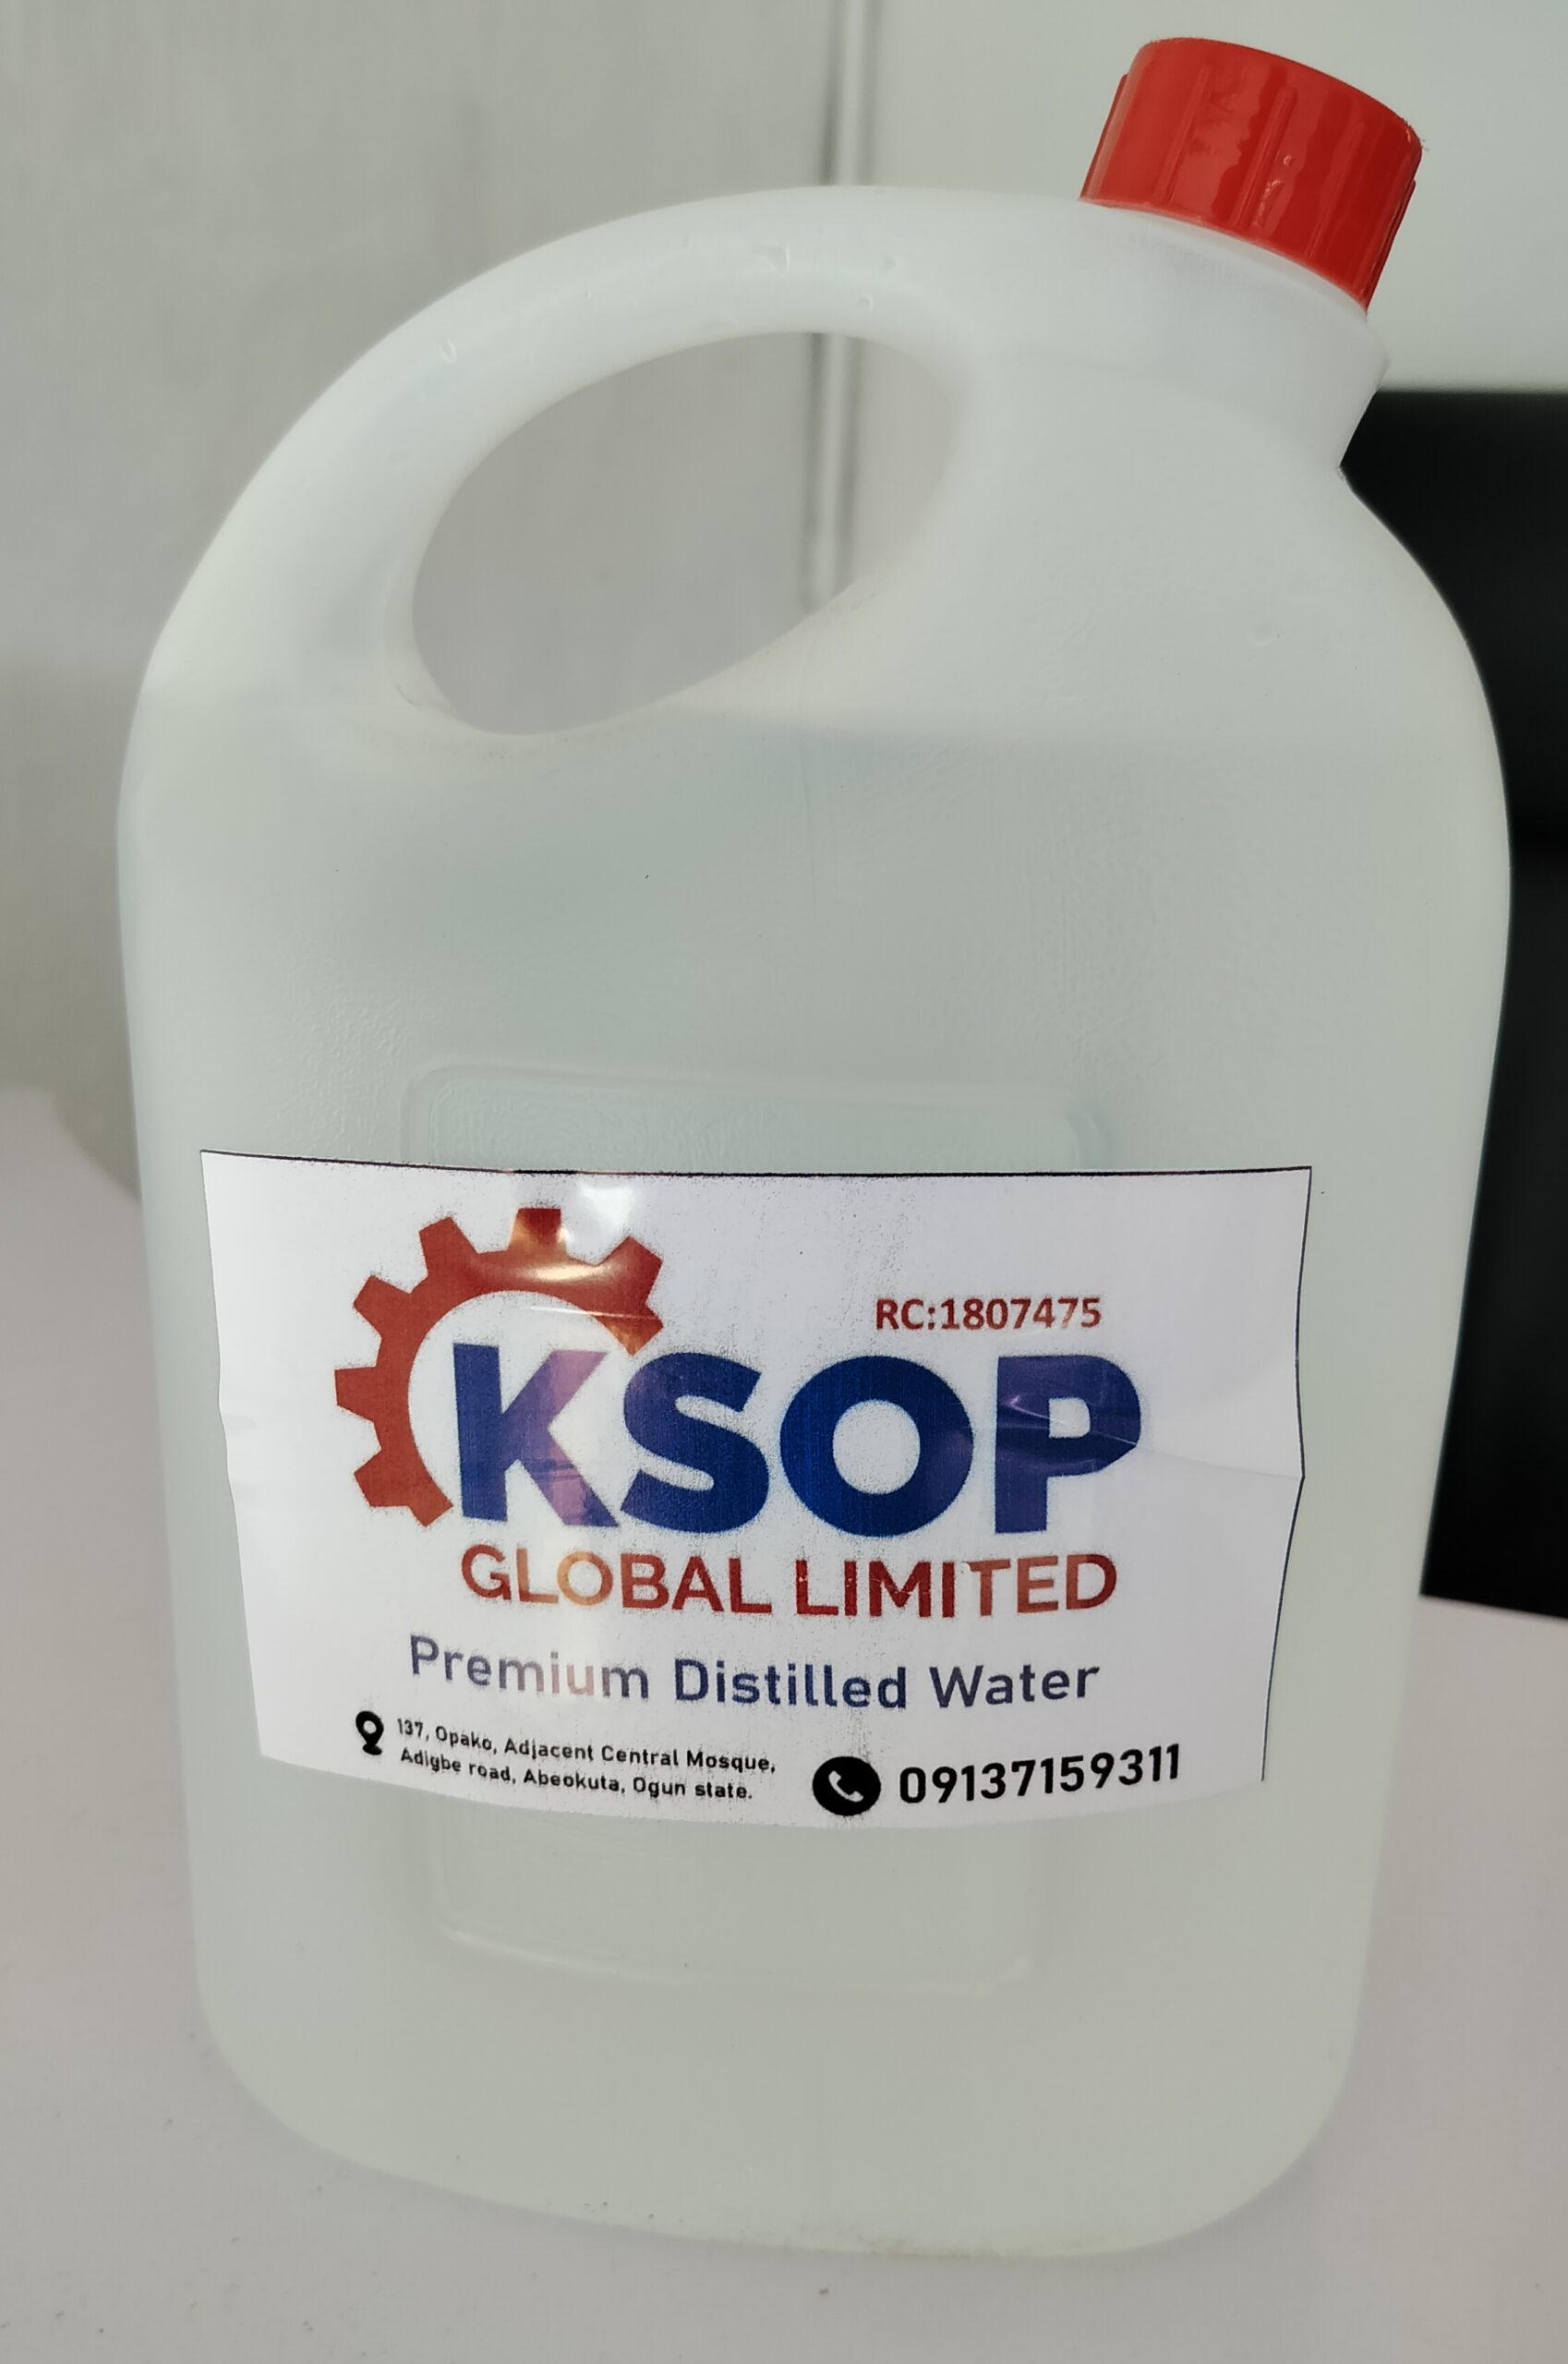 RC:1807475
KSOP
GLOBAL LIMITED
Premium Distilled Water
137, Opako, Adjacent Central Mosque,
Adigbe road, Abeokuta, Ogun state.
09137159311